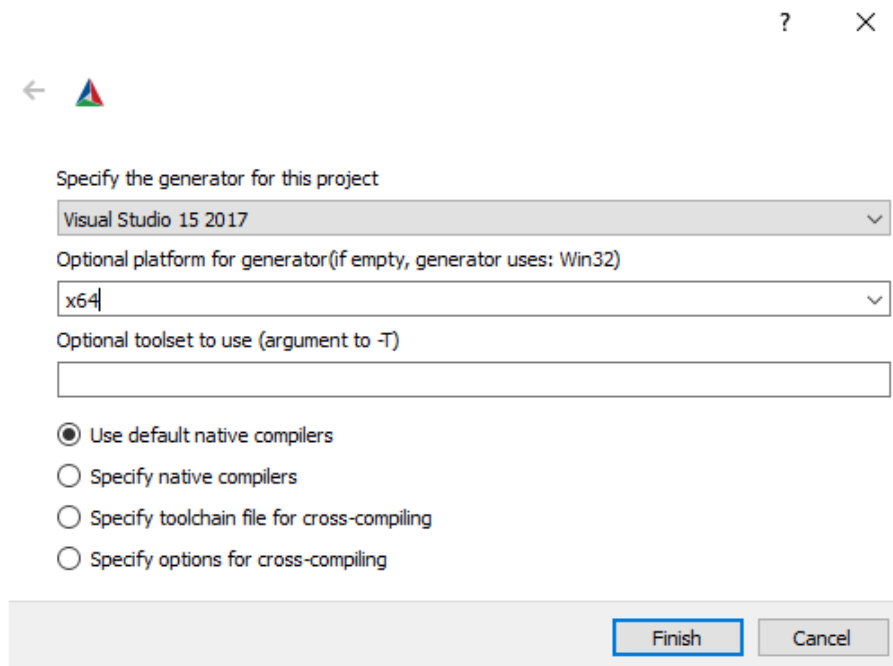 ?
Specify the generator for this project
Visual Studio 15 2017
Optional platform for generator(if empty, generator uses: Win32)
x64
Optional toolset to use (argument to -T)
Use default native compilers
Specify native compilers
Specify toolchain file for cross-compiling
Specify options for cross-compiling
Finish Cancel